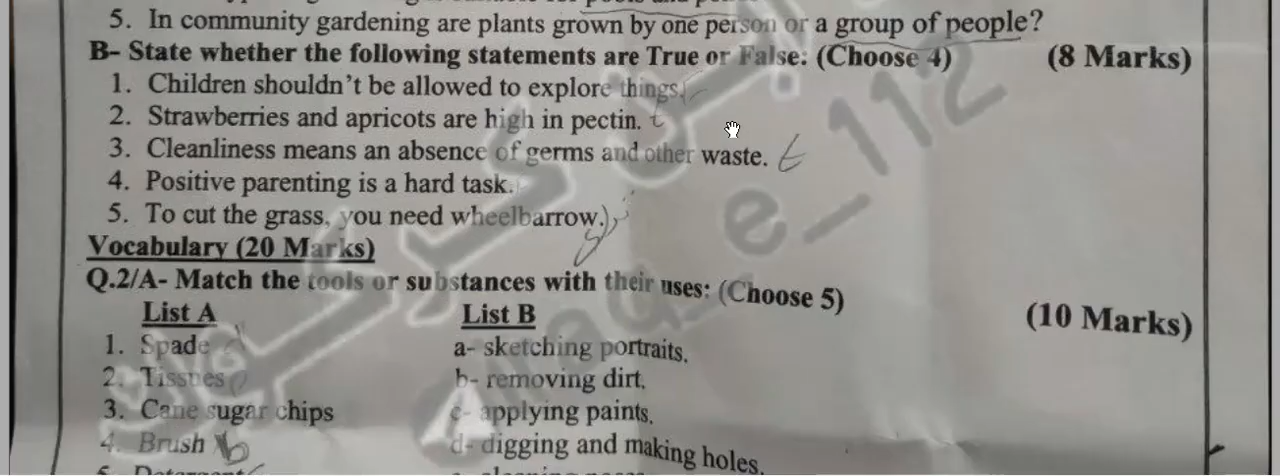 5. In community gardening are plants grown by one person or a group of people?
B- State whether the following statements are True or False: (Choose 4) (8 Marks)
1. Children shouldn't be allowed to explore things.
2. Strawberries and apricots are high in pectin. t
3. Cleanliness means an absence of germs and other waste. t
4. Positive parenting is a hard task.
5. To cut the grass, you need wheelbarrow.
Vocabulary (20 Marks)
Q.2/A- Match the tools or substances with their uses: (Choose 5) (10 Marks)
List A List B
1. Spade a- sketching portraits.
2. Tissues b- removing dirt.
3. Cane sugar chips c- applying paints.
4. Brush d- digging and making holes.
5. Detergent
e_112